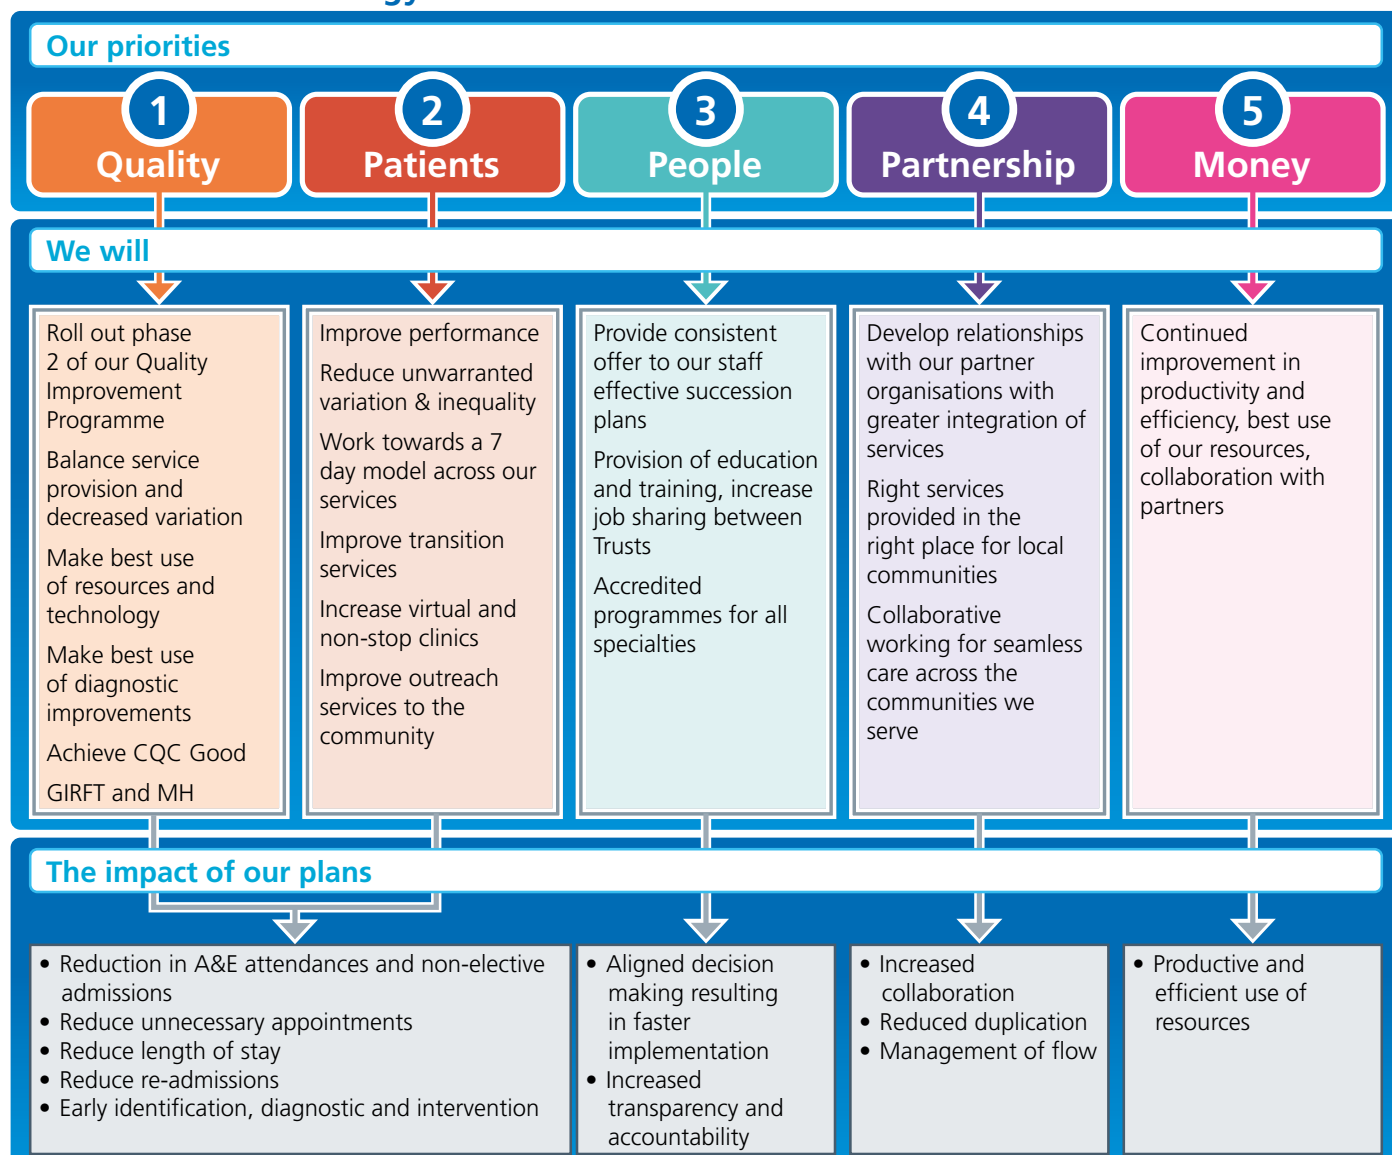 gy
Our priorities
1
Quality
2
Patients
3
People
4
Partnership
5
Money
We will
Roll out phase
2 of our Quality
Improvement
Programme
Balance service
provision and
decreased variation
Make best use
of resources and
technology
Make best use
of diagnostic
improvements
Achieve CQC Good
GIRFT and MH
Improve performance
Reduce unwarranted
variation & inequality
Work towards a 7
day model across our
services
Improve transition
services
Increase virtual and
non-stop clinics
Improve outreach
services to the
community
Provide consistent
offer to our staff
effective succession
plans
Provision of education
and training, increase
job sharing between
Trusts
Accredited
programmes for all
specialties
Develop relationships
with our partner
organisations with
greater integration of
services
Right services
provided in the
right place for local
communities
Collaborative
working for seamless
care across the
communities we
serve
Continued
improvement in
productivity and
efficiency, best use
of our resources,
collaboration with
partners
The impact of our plans
• Reduction in A&E attendances and non-elective
admissions
• Reduce unnecessary appointments
• Reduce length of stay
• Reduce re-admissions
• Early identification, diagnostic and intervention
• Aligned decision
making resulting
in faster
implementation
• Increased
transparency and
accountability
• Increased
collaboration
• Reduced duplication
• Management of flow
• Productive and
efficient use of
resources